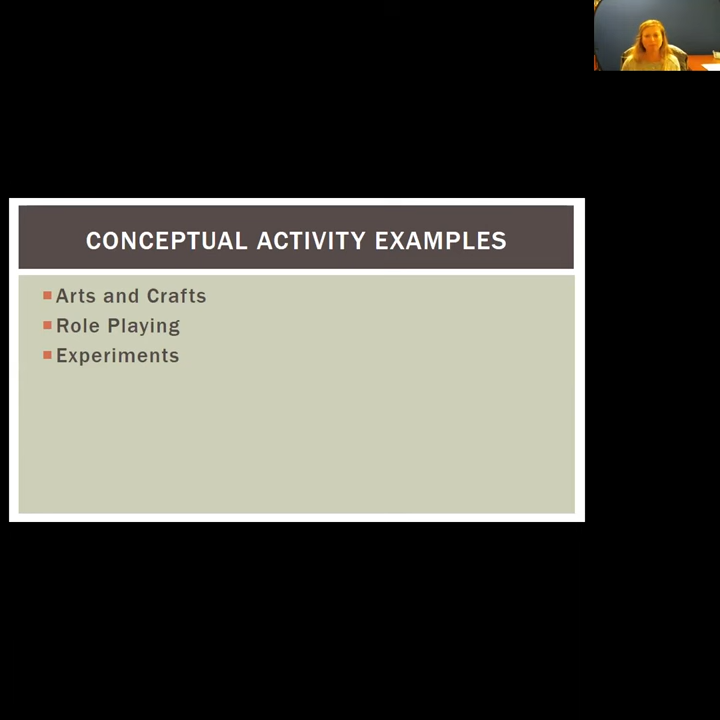 CONCEPTUAL ACTIVITY EXAMPLES
Arts and Crafts
Role Playing
Experiments